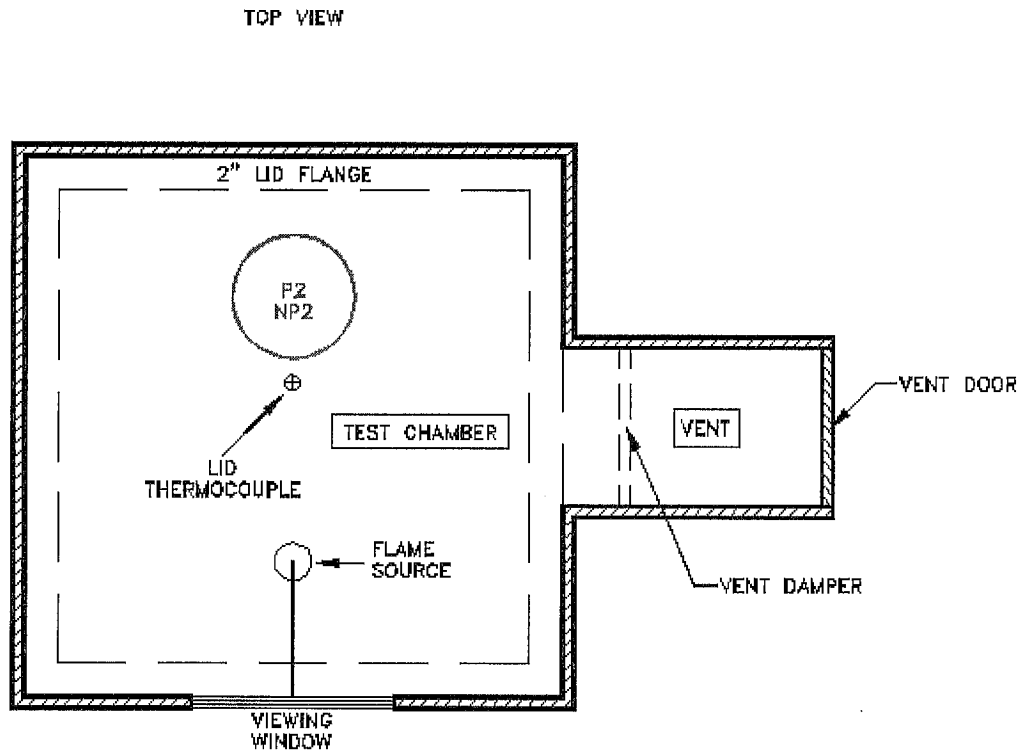 TOP VIEW
2" LID FLANGE
P2
NP2
VENT DOOR
TEST CHAMBER
VENT
LID
THERMOCOUPLE
FLAME
SOURCE
VENT DAMPER
VIEWING
WINDOW